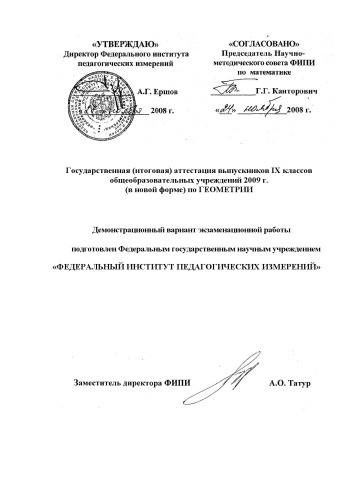 «УТВЕРЖДАЮ»
Директор Федерального института
педагогических измерений
А.Г. Ершов
2008 г.
«СОГЛАСОВАНО»
Председатель Научно-
методического совета ФИПИ
по математике
Г.Г. Канторович
«24» ноября 2008 г.
Государственная (итоговая) аттестация выпускников IX классов
общеобразовательных учреждений 2009 г.
(в новой форме) по ГЕОМЕТРИИ
Демонстрационный вариант экзаменационной работы
подготовлен Федеральным государственным научным учреждением
«ФЕДЕРАЛЬНЫЙ ИНСТИТУТ ПЕДАГОГИЧЕСКИХ ИЗМЕРЕНИЙ»
Заместитель директора ФИПИ
А.О. Татур